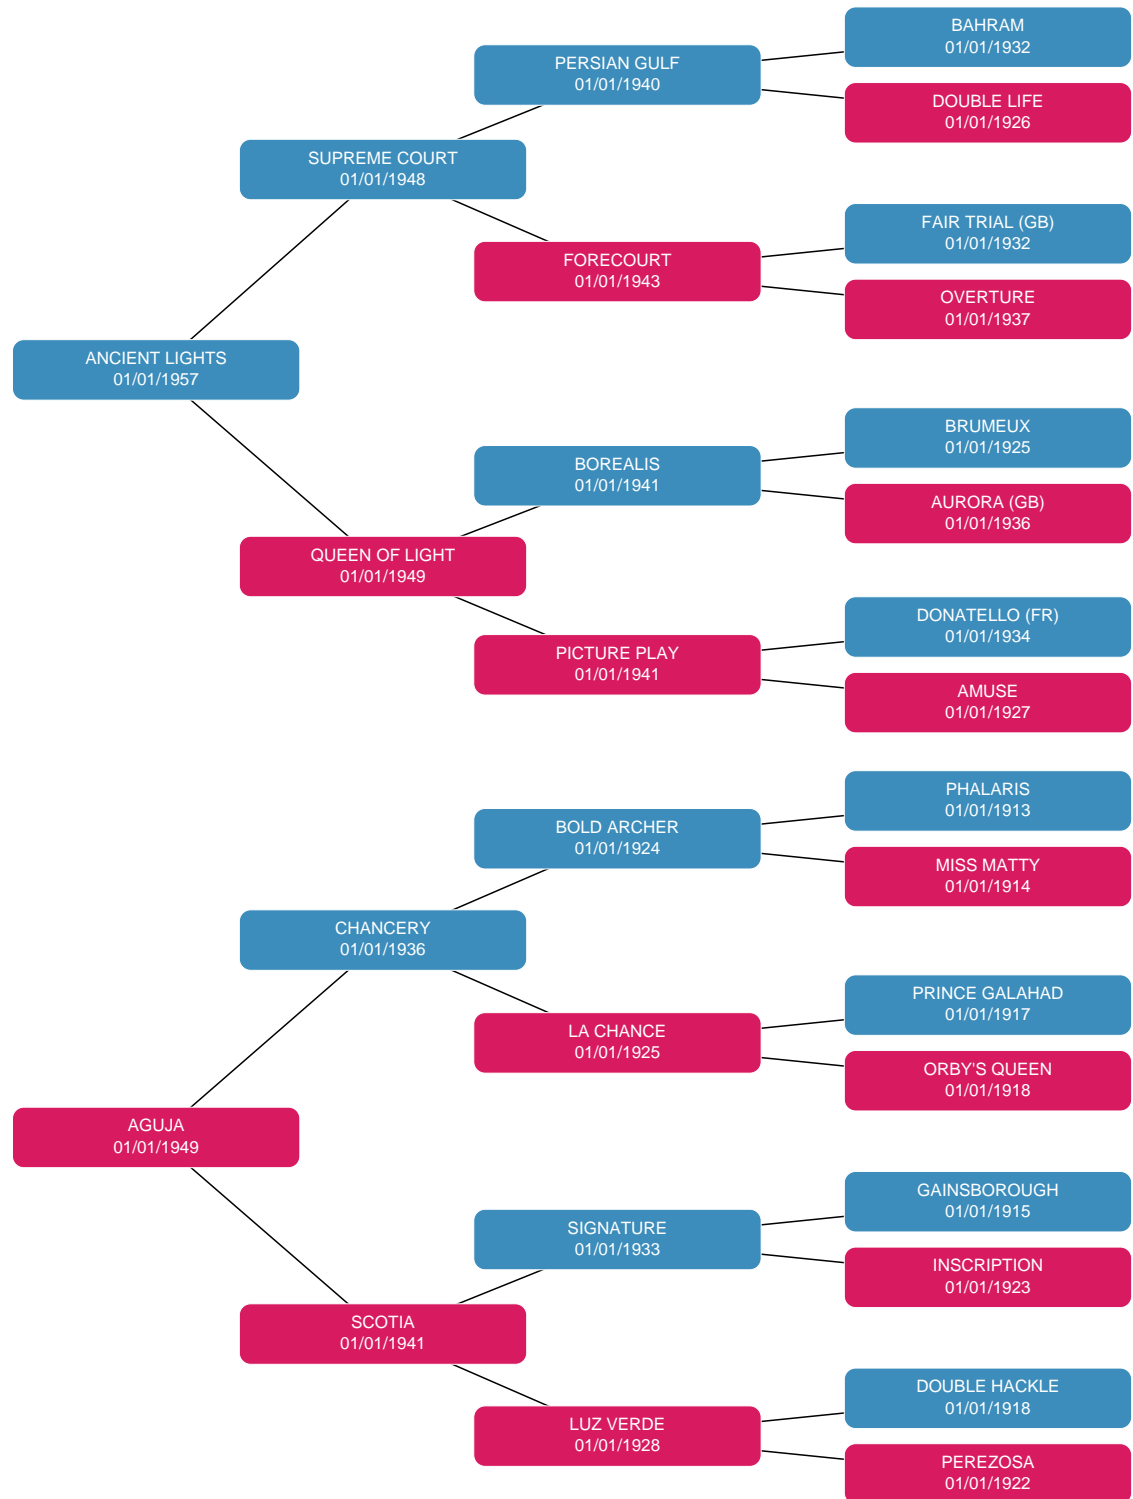 BAHRAM
01/01/1932
PERSIAN GULF
01/01/1940
DOUBLE LIFE
01/01/1926
SUPREME COURT
01/01/1948
FAIR TRIAL (GB)
01/01/1932
FORECOURT
01/01/1943
OVERTURE
01/01/1937
ANCIENT LIGHTS
01/01/1957
BRUMEUX
01/01/1925
BOREALIS
01/01/1941
AURORA (GB)
01/01/1936
QUEEN OF LIGHT
01/01/1949
DONATELLO (FR)
01/01/1934
PICTURE PLAY
01/01/1941
AMUSE
01/01/1927
PHALARIS
01/01/1913
BOLD ARCHER
01/01/1924
MISS MATTY
01/01/1914
CHANCERY
01/01/1936
PRINCE GALAHAD
01/01/1917
LA CHANCE
01/01/1925
ORBY'S QUEEN
01/01/1918
AGUJA
01/01/1949
GAINSBOROUGH
01/01/1915
SIGNATURE
01/01/1933
INSCRIPTION
01/01/1923
SCOTIA
01/01/1941
DOUBLE HACKLE
01/01/1918
LUZ VERDE
01/01/1928
PEREZOSA
01/01/1922